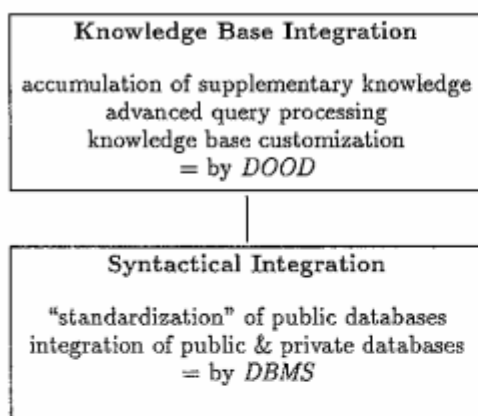 Knowledge Base Integration
accumulation of supplementary knowledge
advanced query processing
knowledge base customization
= by DOOD
Syntactical Integration
“standardization” of public databases
integration of public & private databases
= by DBMS